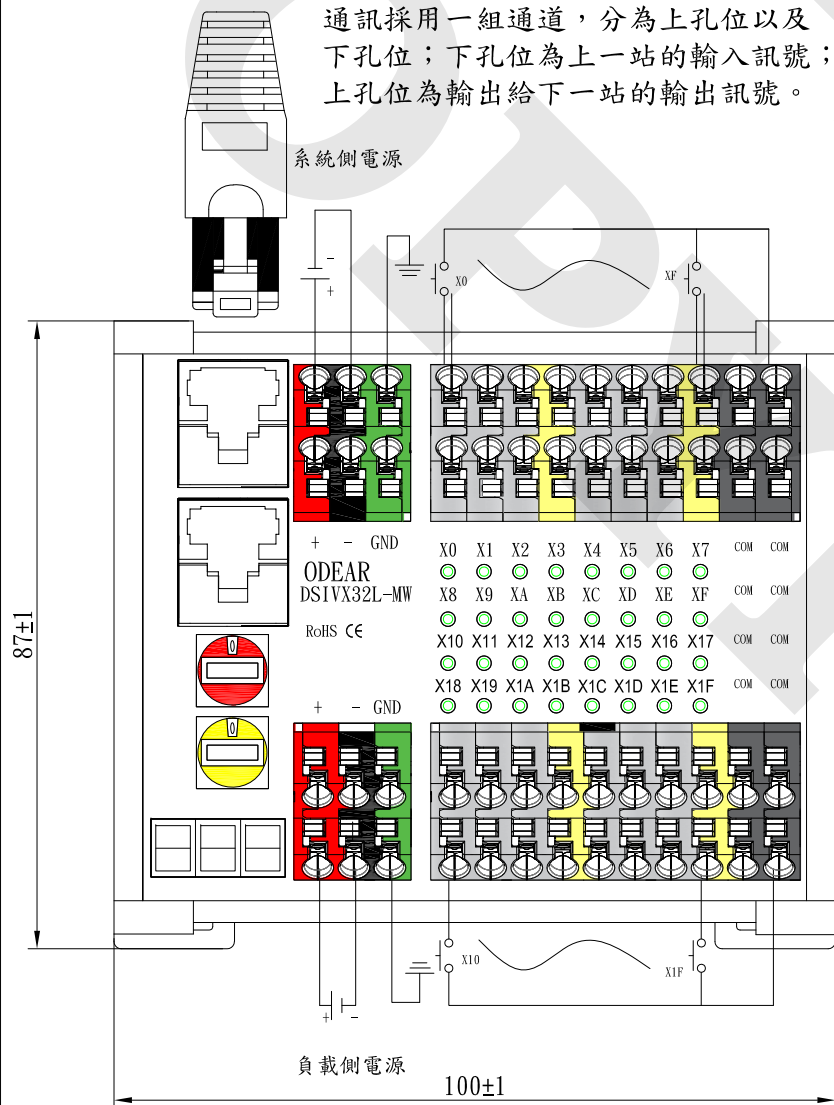 通訊採用一組通道，分為上孔位以及
下孔位；下孔位為上一站的輸入訊號；
上孔位為輸出給下一站的輸出訊號。
系統側電源
-
+
X0
XF
+ - GND
X0 X1 X2 X3 X4 X5 X6 X7 COM COM
ODEAR
DSIVX32L-MW
X8 X9 XA XB XC XD XE XF COM COM
RoHS CE
X10 X11 X12 X13 X14 X15 X16 X17 COM COM
X18 X19 X1A X1B X1C X1D X1E X1F COM COM
+ - GND
87±1
X10
X1F
+ -
負載側電源
100±1